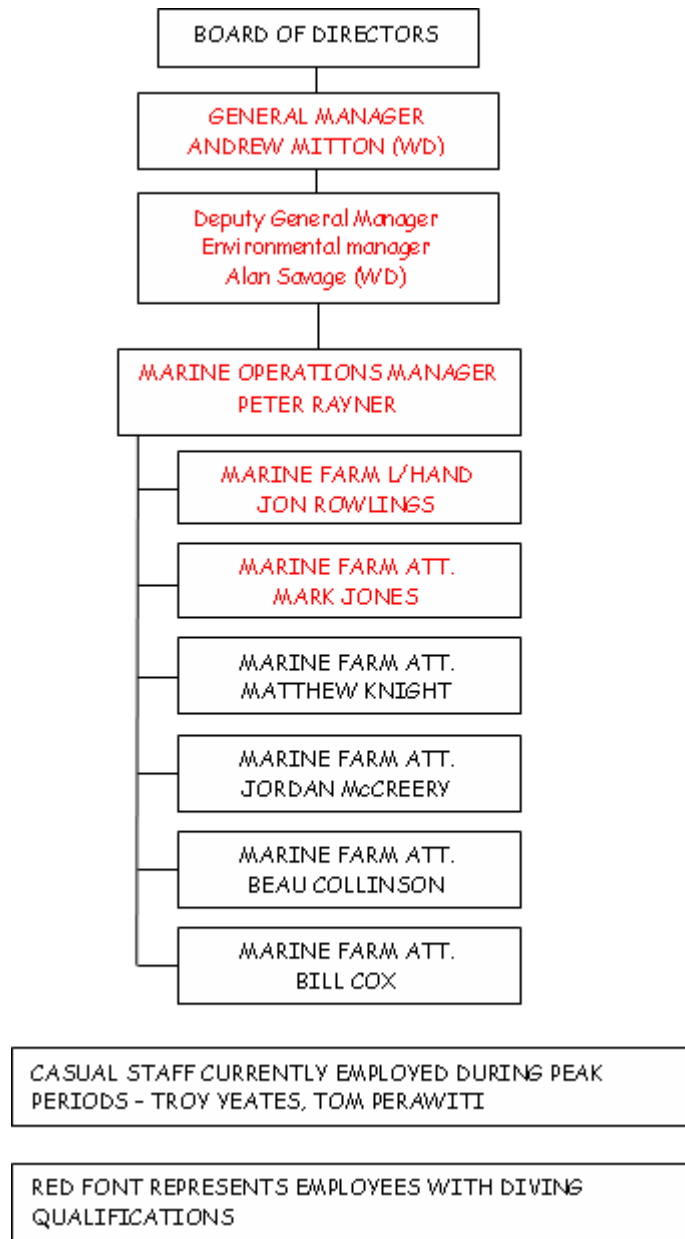 BOARD OF DIRECTORS
GENERAL MANAGER
ANDREW MITTON (WD)
Deputy General Manager
Environmental manager
Alan Savage (WD)
MARINE OPERATIONS MANAGER
PETER RAYNER
MARINE FARM L/HAND
JON ROWLINGS
MARINE FARM ATT.
MARK JONES
MARINE FARM ATT.
MATTHEW KNIGHT
MARINE FARM ATT.
JORDAN McCREERY
MARINE FARM ATT.
BEAU COLLINSON
MARINE FARM ATT.
BILL COX
CASUAL STAFF CURRENTLY EMPLOYED DURING PEAK
PERIODS – TROY YEATES, TOM PERAWITI
RED FONT REPRESENTS EMPLOYEES WITH DIVING
QUALIFICATIONS